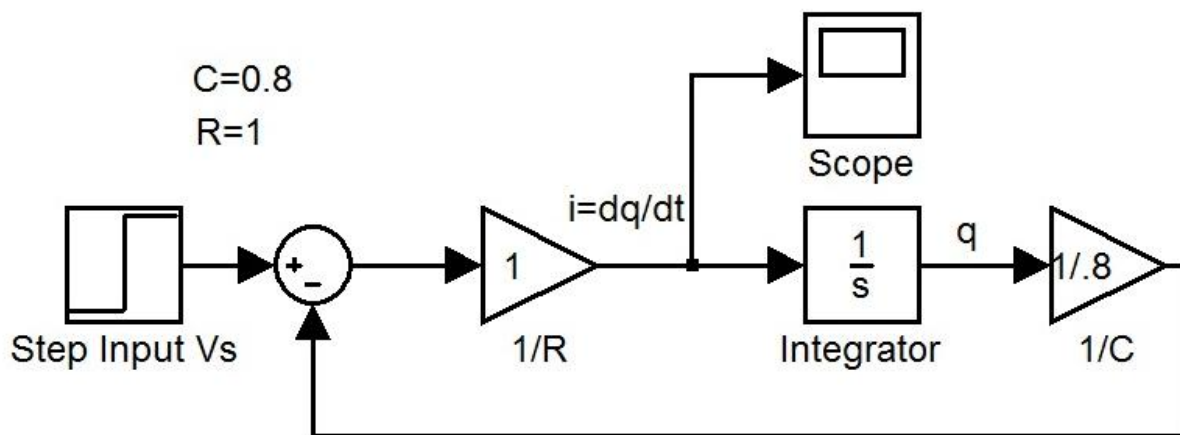 C=0.8
R=1
Scope
i=dq/dt
q
+
−
1
1
s
1/.8
Step Input Vs
1/R
Integrator
1/C